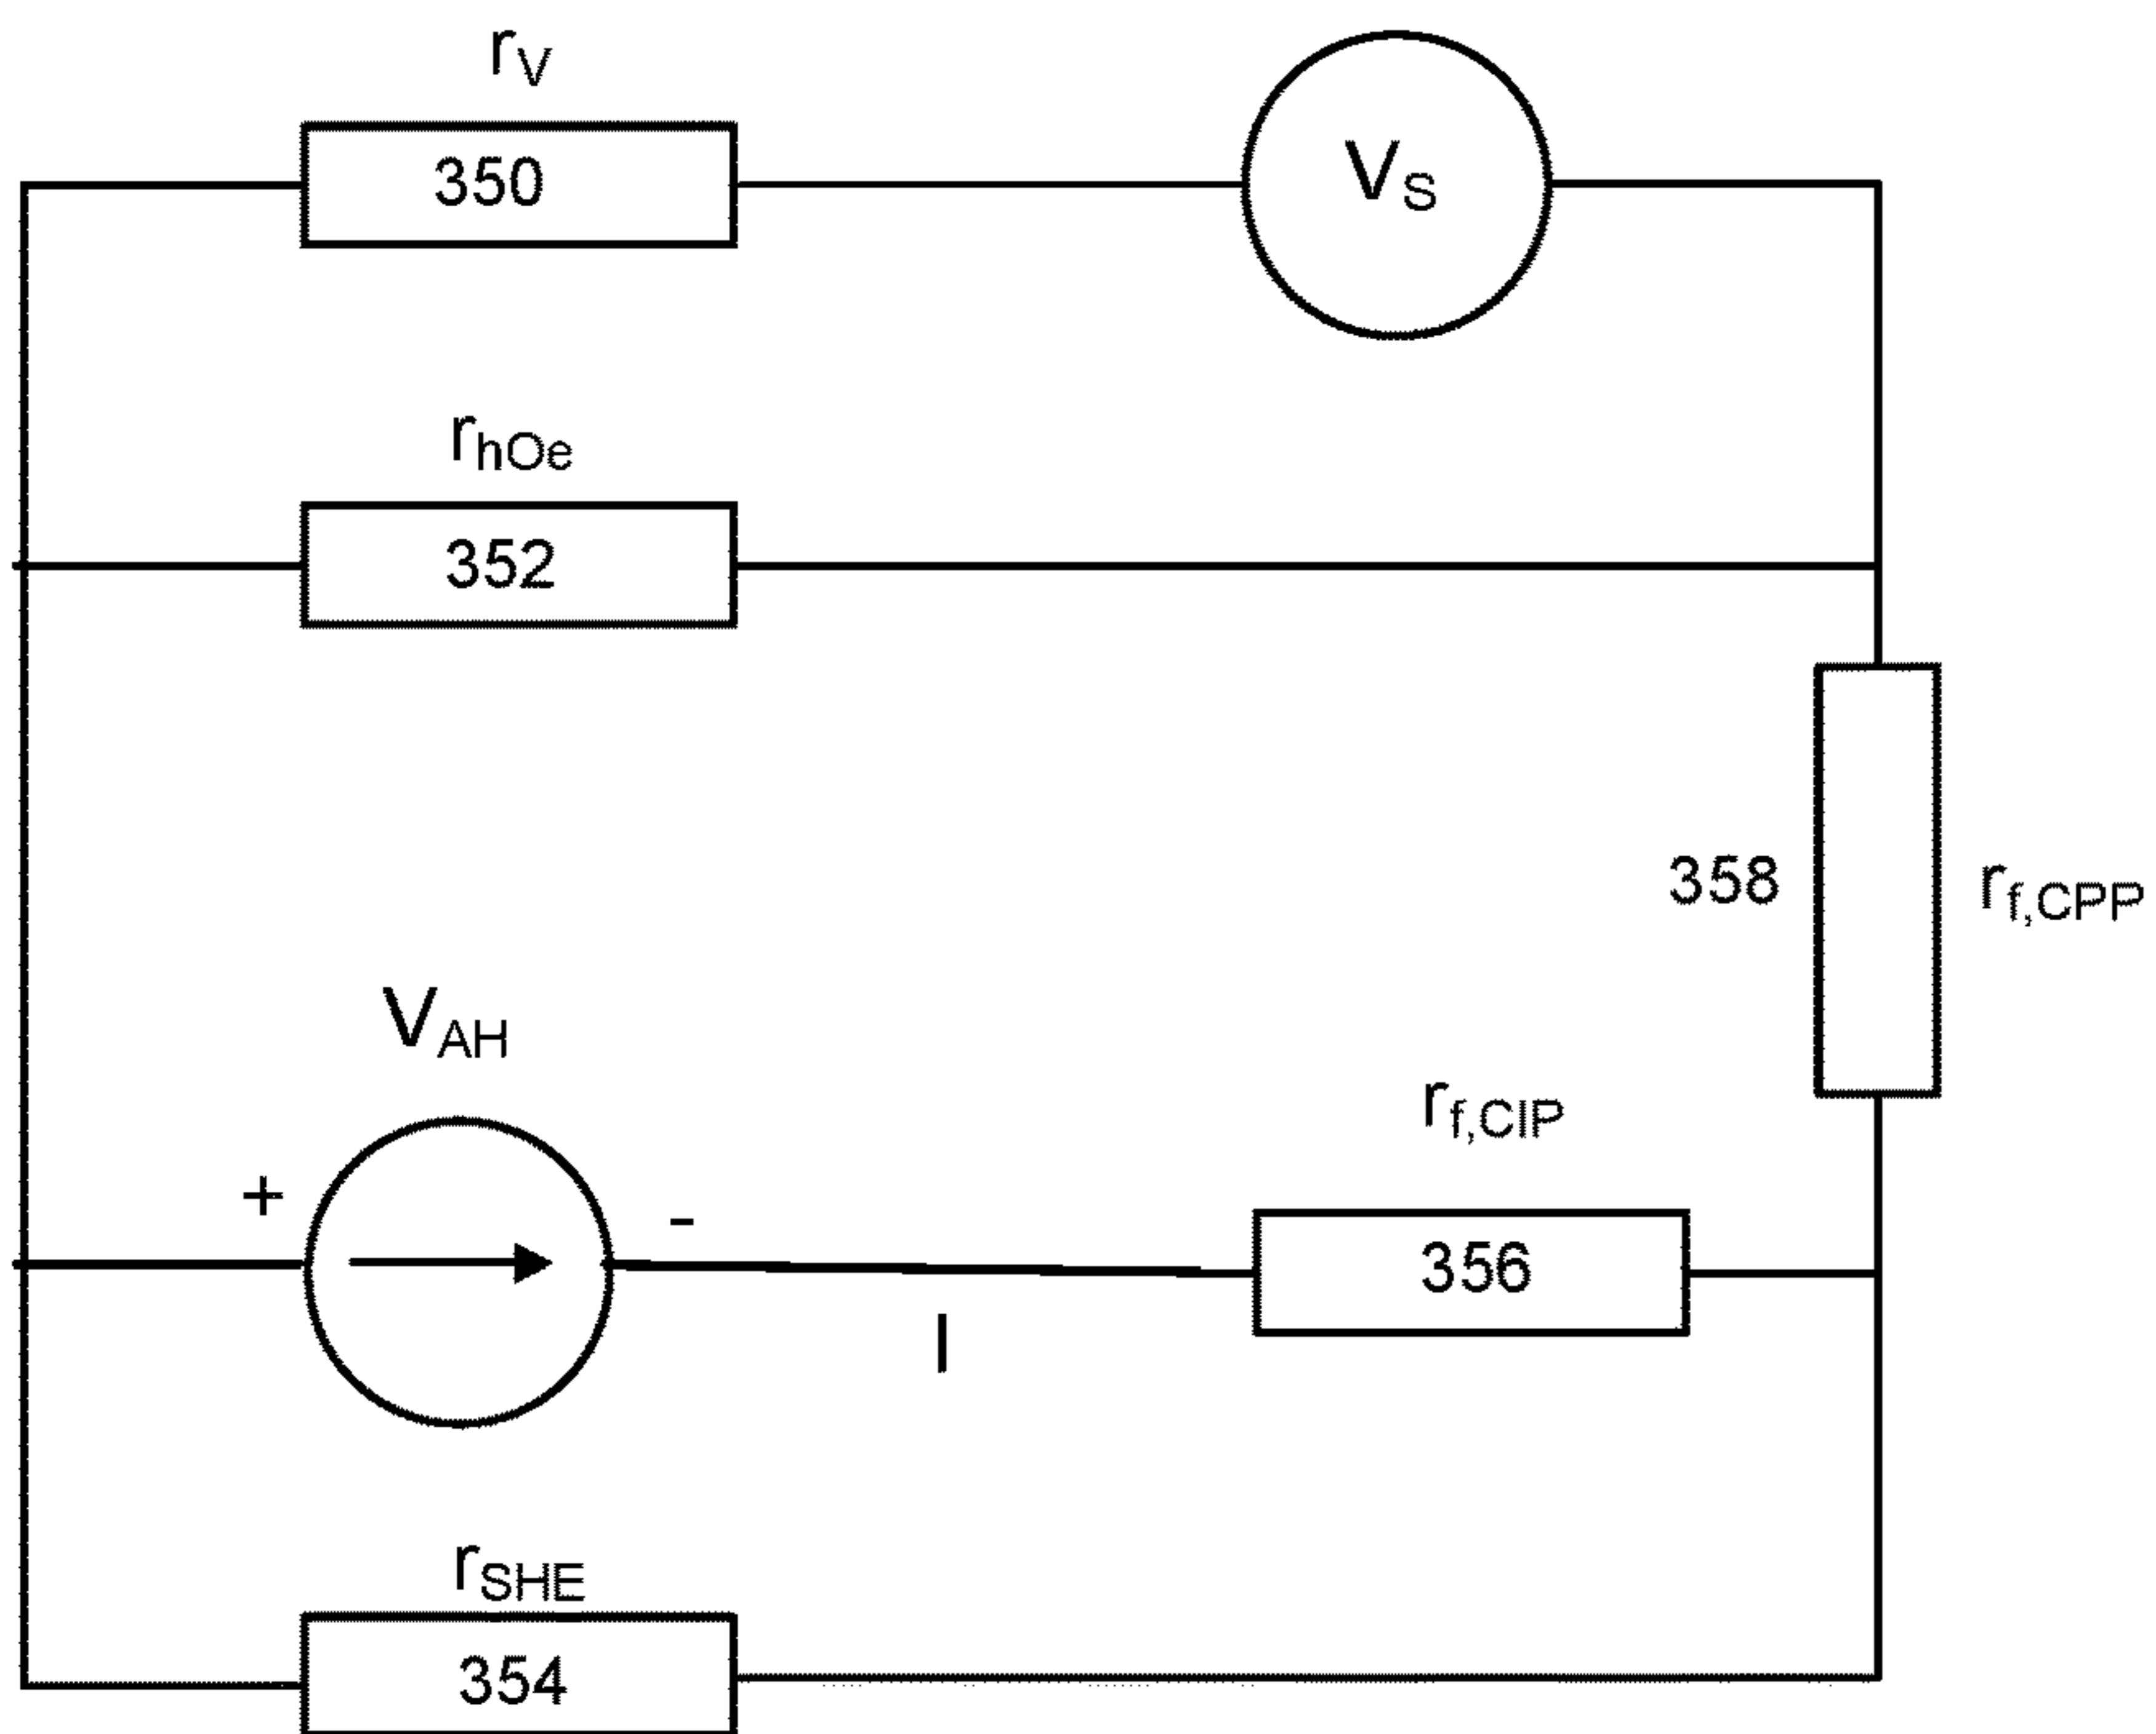 rV
350
VS
rhOe
352
358
rf,CPP
VAH
rf,CIP
+
-
356
I
rSHE
354